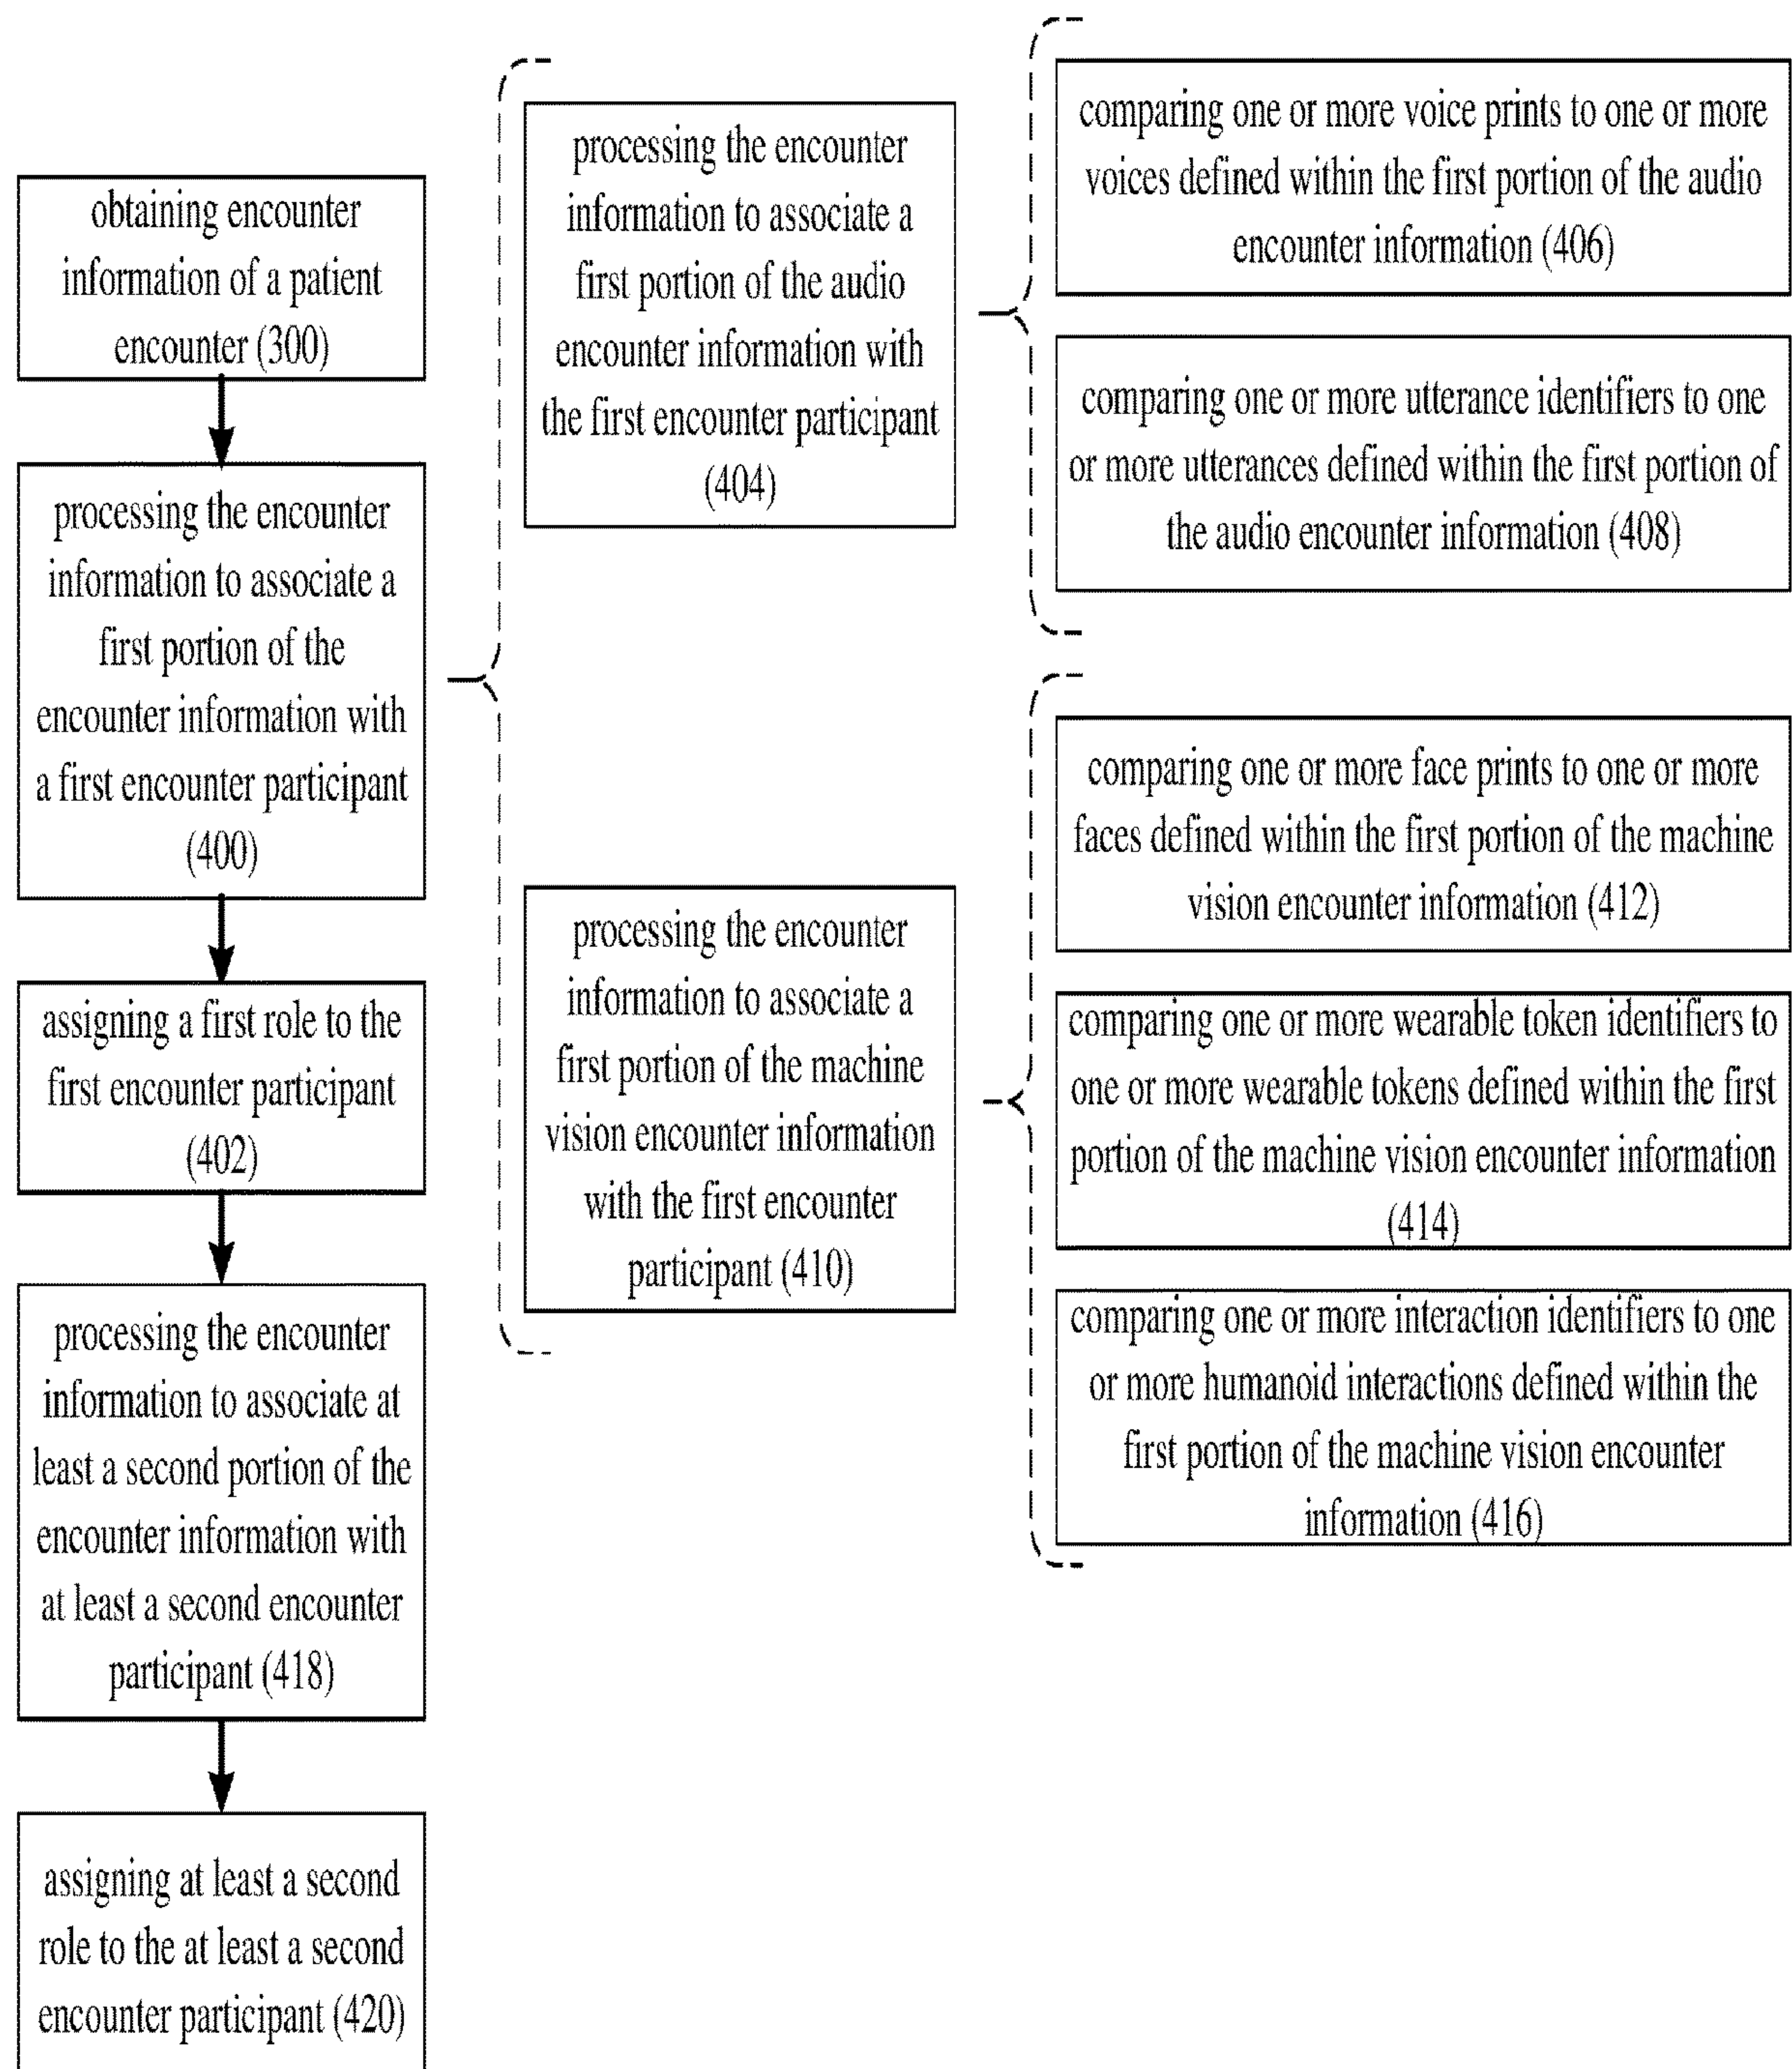 obtaining encounter
information of a patient
encounter (300)
processing the encounter
information to associate a
first portion of the
encounter information with
a first encounter participant
(400)
assigning a first role to the
first encounter participant
(402)
processing the encounter
information to associate at
least a second portion of the
encounter information with
at least a second encounter
participant (418)
assigning at least a second
role to the at least a second
encounter participant (420)
processing the encounter
information to associate a
first portion of the audio
encounter information with
the first encounter participant
(404)
processing the encounter
information to associate a
first portion of the machine
vision encounter information
with the first encounter
participant (410)
comparing one or more voice prints to one or more
voices defined within the first portion of the audio
encounter information (406)
comparing one or more utterance identifiers to one
or more utterances defined within the first portion of
the audio encounter information (408)
comparing one or more face prints to one or more
faces defined within the first portion of the machine
vision encounter information (412)
comparing one or more wearable token identifiers to
one or more wearable tokens defined within the first
portion of the machine vision encounter information
(414)
comparing one or more interaction identifiers to one
or more humanoid interactions defined within the
first portion of the machine vision encounter
information (416)